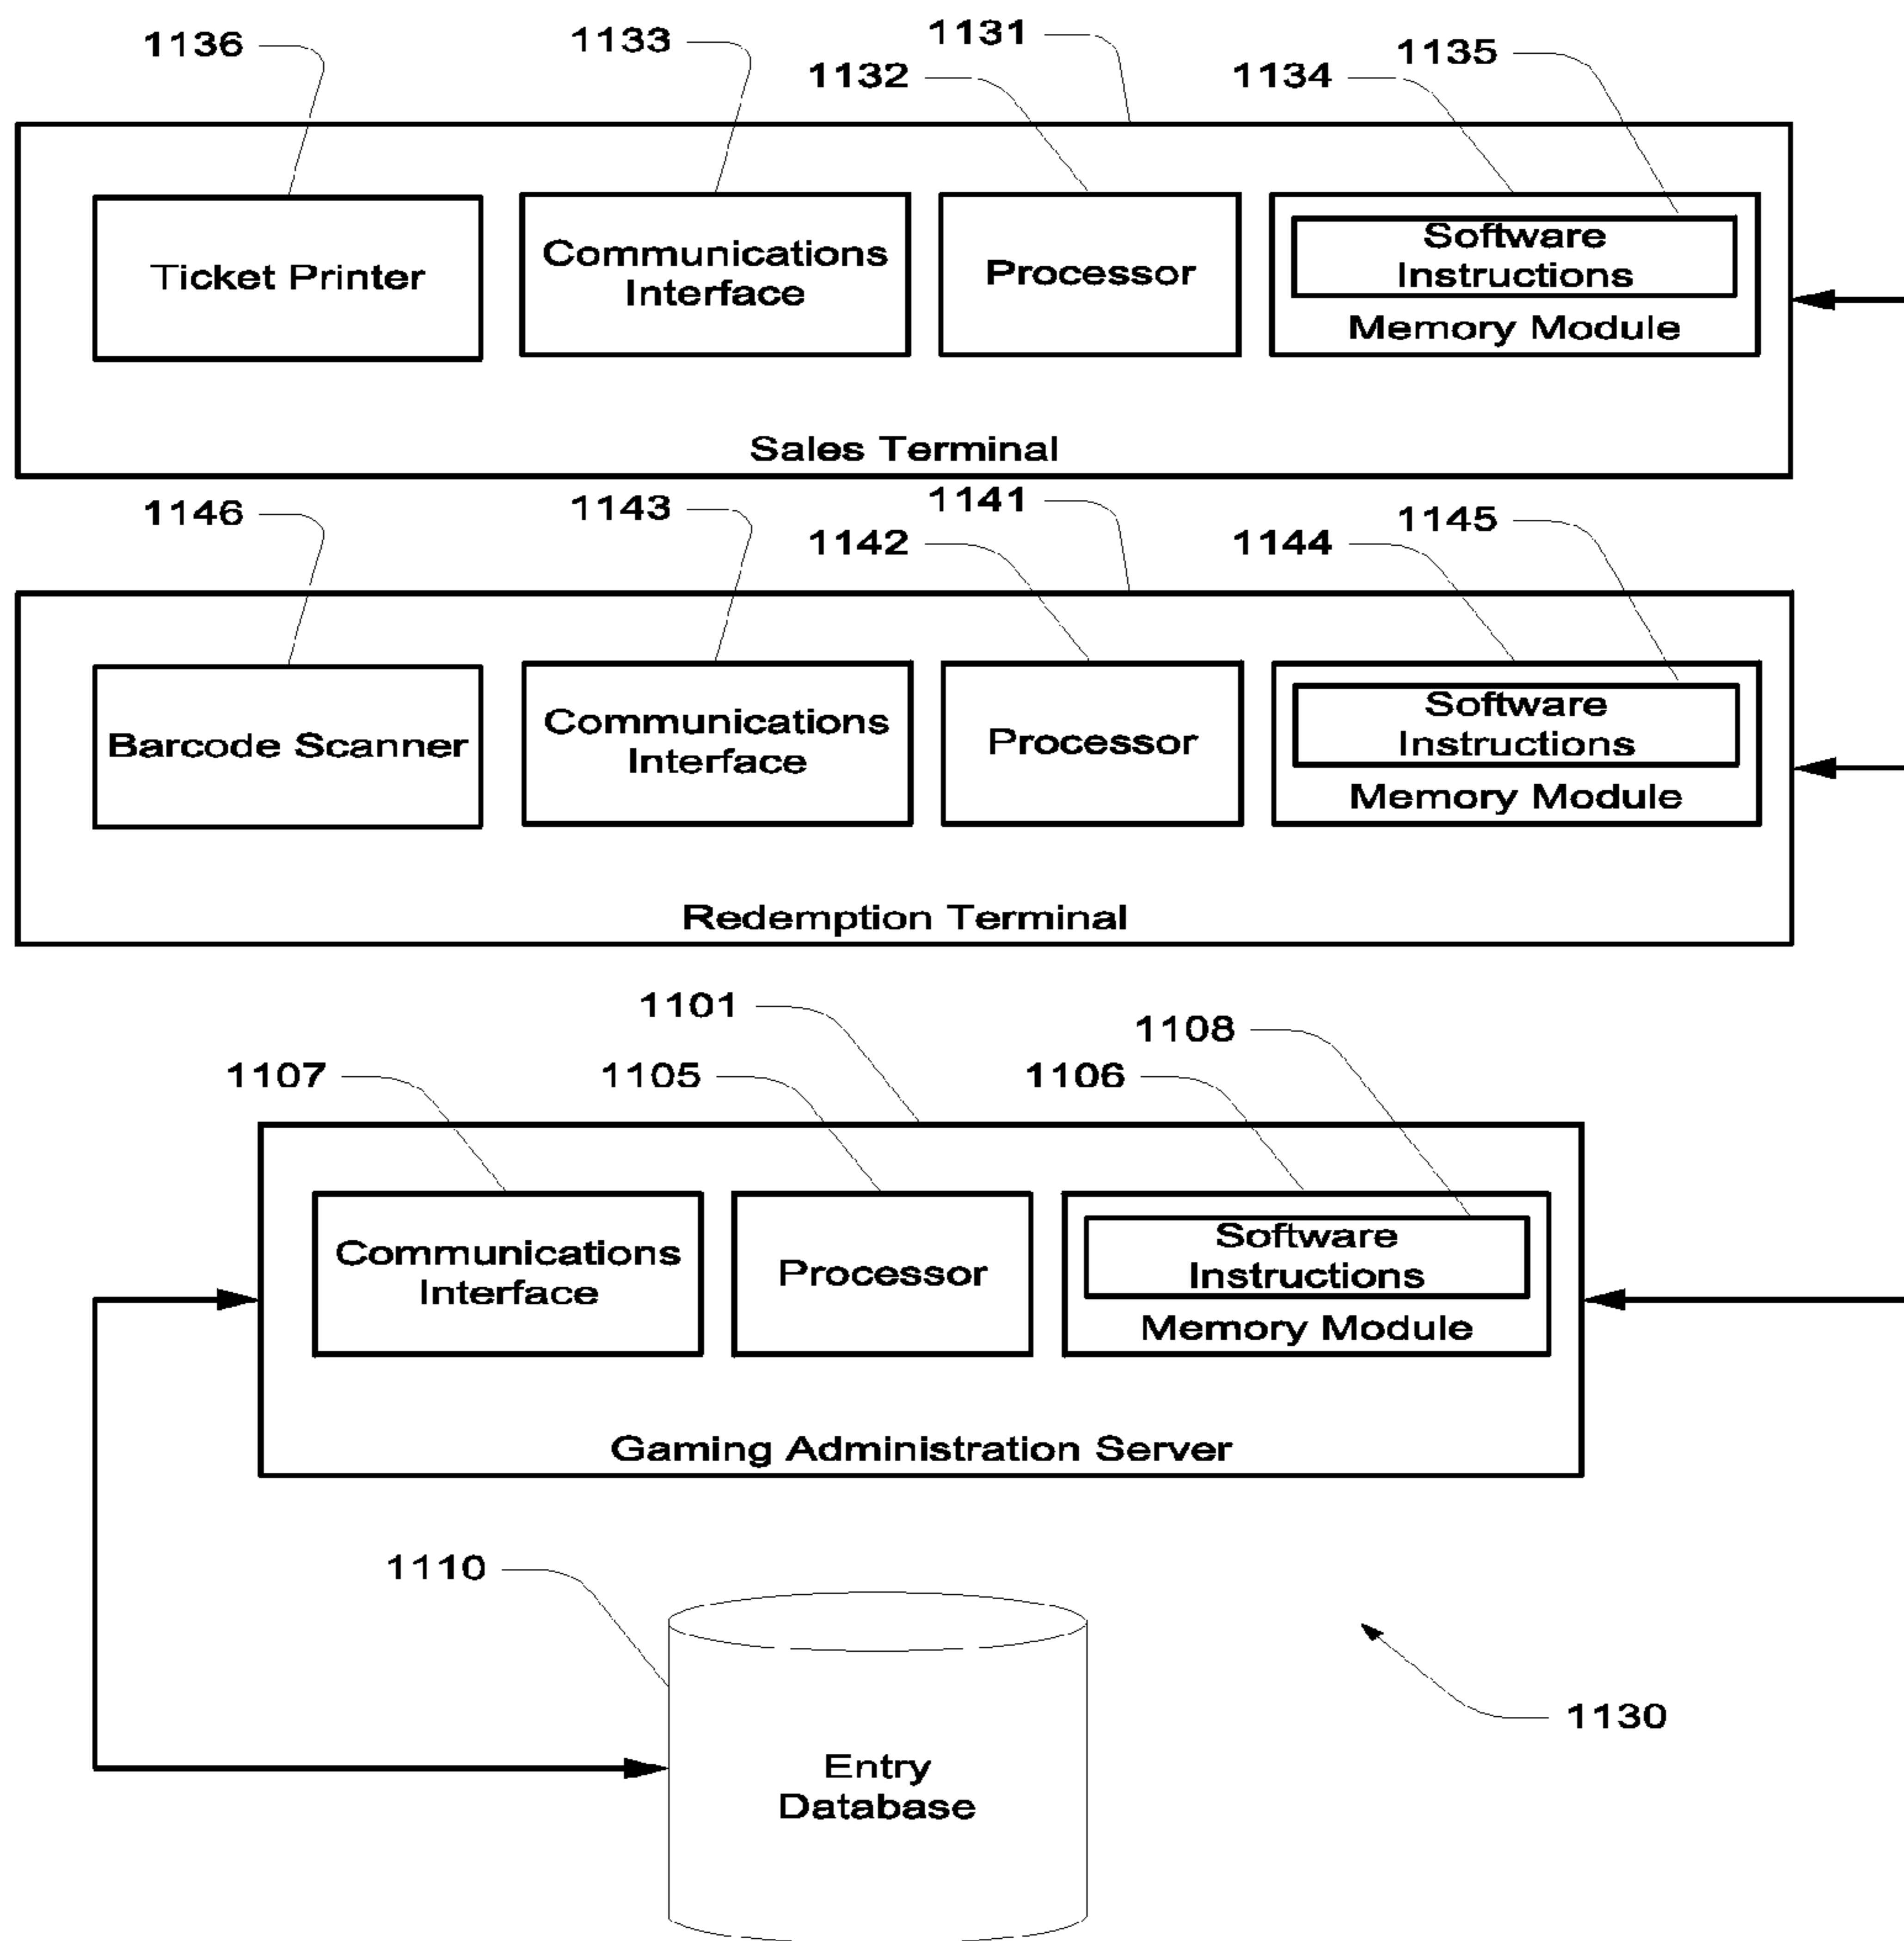 1136
1133
1131
1132
1134
1135
Ticket Printer
Communications
Interface
Processor
Software
Instructions
Memory Module
Sales Terminal
1146
1143
1141
1142
1144
1145
Barcode Scanner
Communications
Interface
Processor
Software
Instructions
Memory Module
Redemption Terminal
1101
1108
1107
1105
1106
Communications
Interface
Processor
Software
Instructions
Memory Module
Gaming Administration Server
1110
1130
Entry
Database